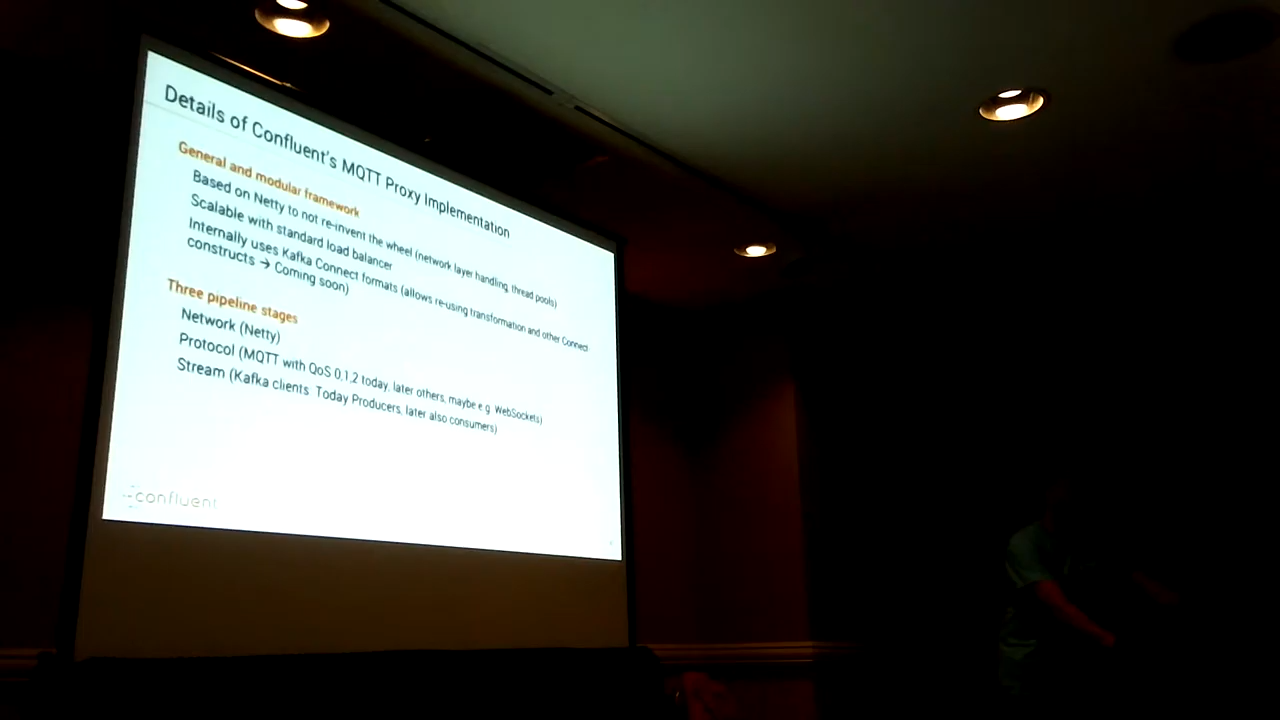 Details of Confluent's MQTT Proxy Implementation
General and modular framework
Based on Netty to not re-invent the wheel (network layer handling, thread pools)
Scalable with standard load balancer
Internally uses Kafka Connect formats (allows re-using transformation and other Connect
constructs → Coming soon)
Three pipeline stages
Network (Netty)
Protocol (MQTT with QoS 0,1,2 today, later others, maybe e.g. WebSockets)
Stream (Kafka clients: Today Producers, later also consumers)
confluent